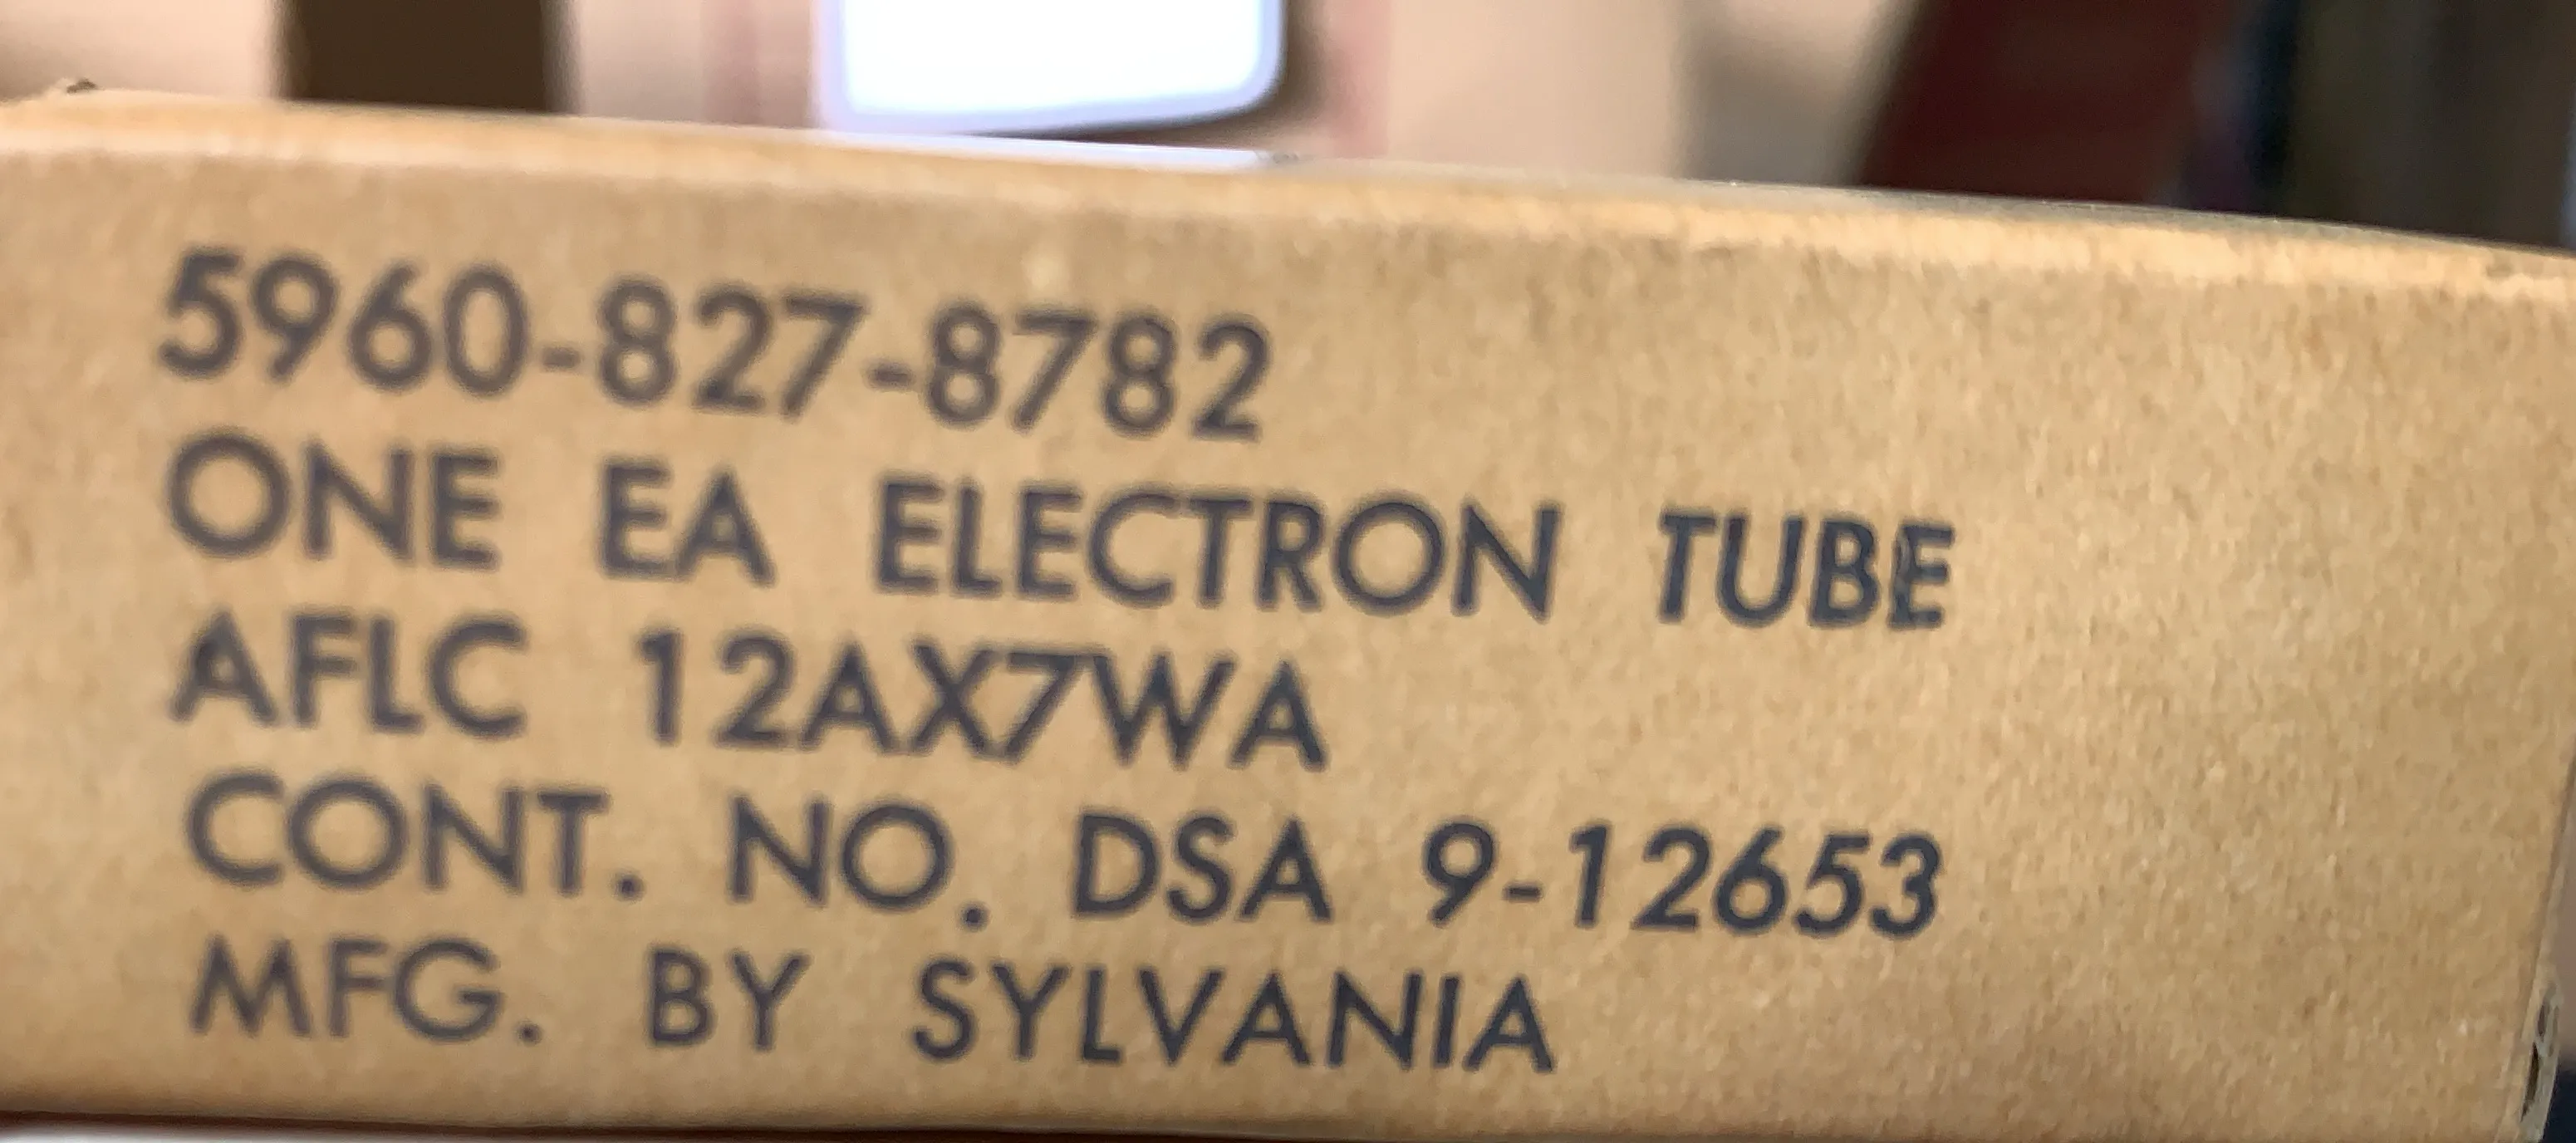 5960-827-8782
ONE EA ELECTRON TUBE
AFLC 12AX7WA
CONT. NO. DSA 9-12653
MFG. BY SYLVANIA